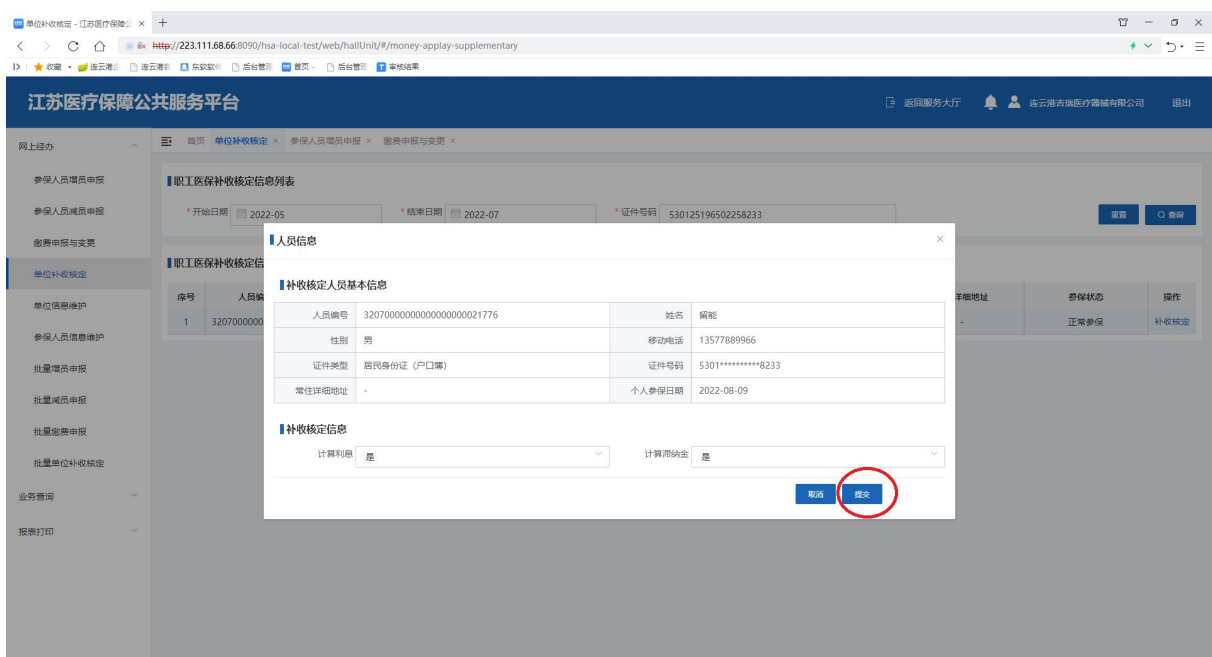 单位补收核定 - 江苏医疗保障公
http://223.111.68.66:8090/hsa-local-test/web/hallUnit/#/money-applay-supplementary
收藏 连云港 连云港 东软软件 后台管 首页 - 后台管 审核结果
江苏医疗保障公共服务平台 返回服务大厅 连云港吉瑞医疗器械有限公司 退出
网上经办 首页 单位补收核定 × 参保人员增员申报 × 缴费申报与变更 ×
参保人员增员申报
参保人员减员申报
缴费申报与变更
单位补收核定
单位信息维护
参保人员信息维护
批量增员申报
批量减员申报
批量缴费申报
批量单位补收核定
业务查询
报表打印
职工医保补收核定信息列表
* 开始日期 2022-05 * 结束日期 2022-07 * 证件号码 530125196502258233 重置 查询
职工医保补收核定信
序号 人员编 详细地址 参保状态 操作
1 3207000000 - 正常参保 补收核定
人员信息 ×
补收核定人员基本信息
人员编号 32070000000000000000021776 姓名 留能
性别 男 移动电话 13577889966
证件类型 居民身份证（户口簿） 证件号码 5301**********8233
常住详细地址 - 个人参保日期 2022-08-09
补收核定信息
计算利息 是 计算滞纳金 是
取消 提交